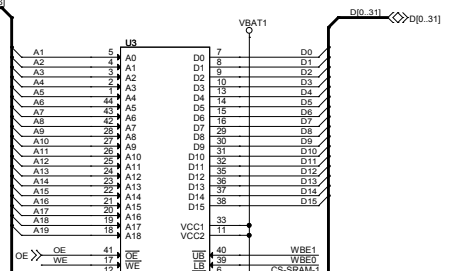 VBAT1
D[0..31]
D[0..31]
U3
A1 5 A0 D0 7 D0
A2 4 A1 D1 8 D1
A3 3 A2 D2 9 D2
A4 2 A3 D3 10 D3
A5 1 A4 D4 13 D4
A6 44 A5 D5 14 D5
A7 43 A6 D6 15 D6
A8 42 A7 D7 16 D7
A9 28 A8 D8 29 D8
A10 27 A9 D9 30 D9
A11 26 A10 D10 31 D10
A12 25 A11 D11 32 D11
A13 24 A12 D12 35 D12
A14 23 A13 D13 36 D13
A15 22 A14 D14 37 D14
A16 21 A15 D15 38 D15
A17 20 A16
A18 19 A17 VCC1 33
A19 18 A18 VCC2 11
OE OE 41 OE UB 40 WBE1
WE 17 WE LB 39 WBE0
12 6 CS-SRAM-1